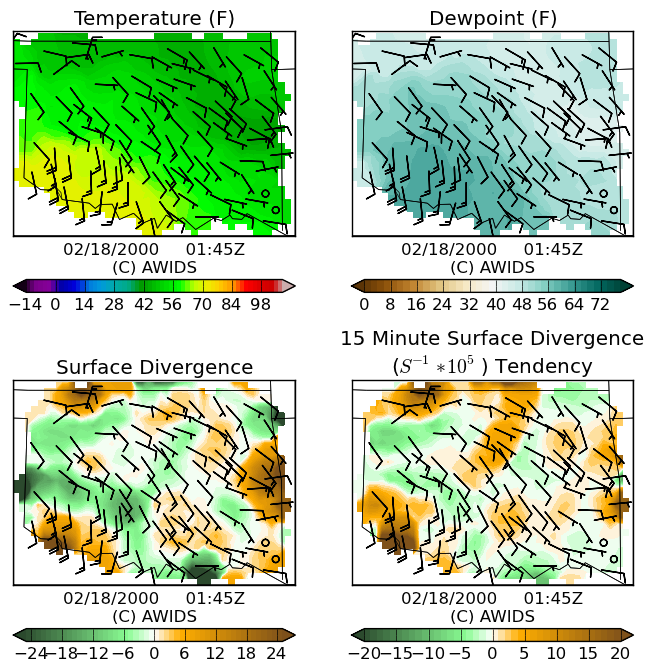 Temperature (F)
Dewpoint (F)
02/18/2000 01:45Z
(C) AWIDS
02/18/2000 01:45Z
(C) AWIDS
−14 0 14 28 42 56 70 84 98
0 8 16 24 32 40 48 56 64 72
Surface Divergence
15 Minute Surface Divergence
(S⁻¹ *10⁵ ) Tendency
02/18/2000 01:45Z
(C) AWIDS
02/18/2000 01:45Z
(C) AWIDS
−24 −18 −12 −6 0 6 12 18 24
−20 −15 −10 −5 0 5 10 15 20